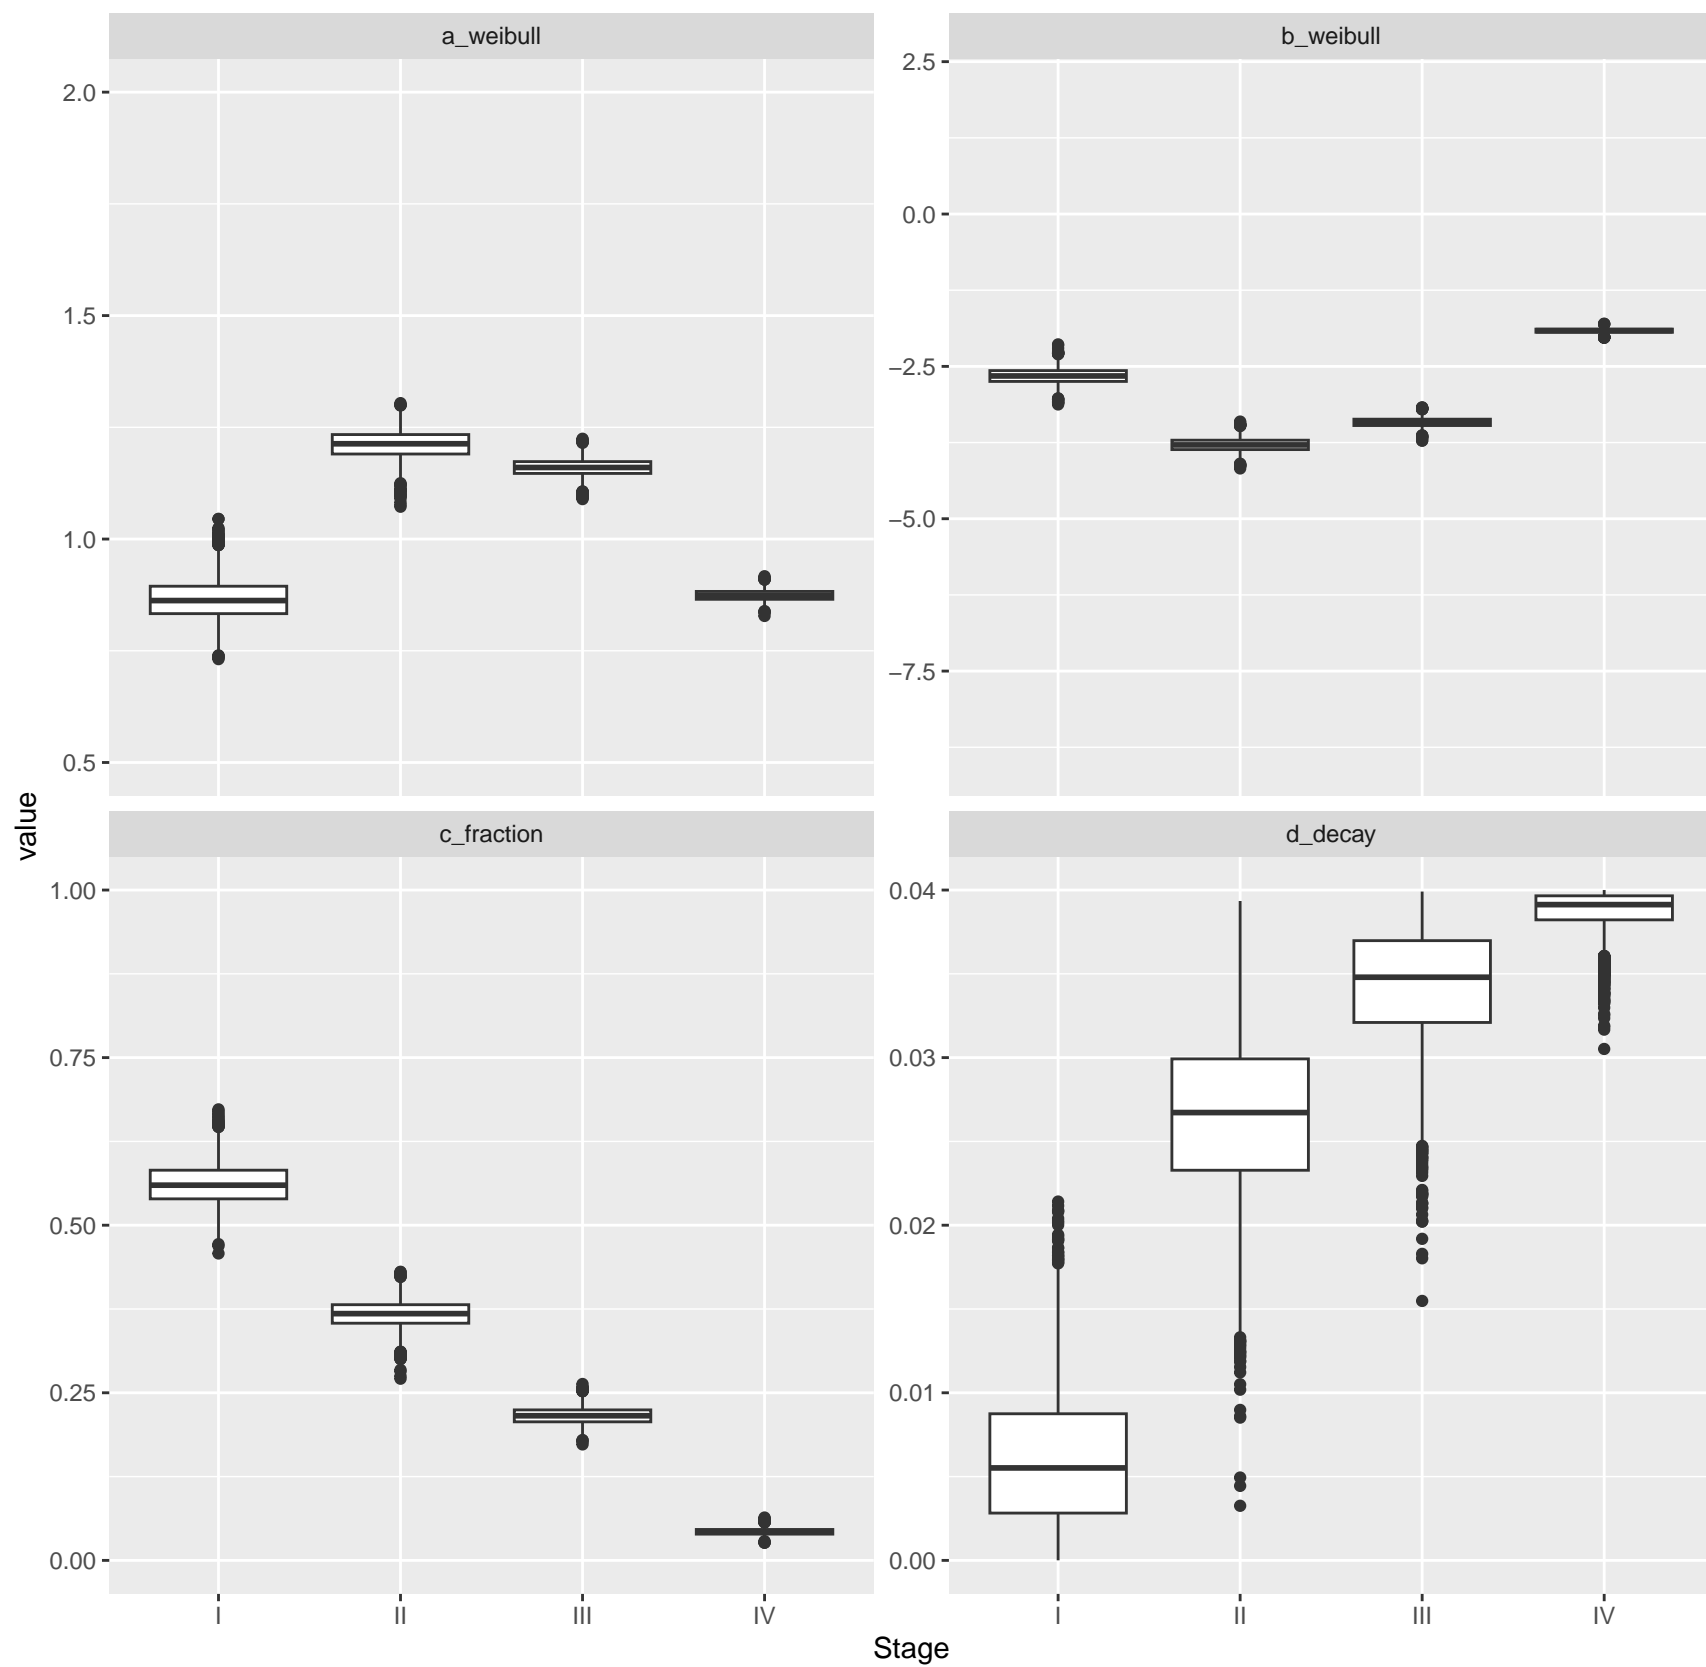 a_weibull
b_weibull
2.0
1.5
1.0
0.5
2.5
0.0
−2.5
−5.0
−7.5
value
c_fraction
d_decay
1.00
0.75
0.50
0.25
0.00
0.04
0.03
0.02
0.01
0.00
I II III IV
I II III IV
Stage